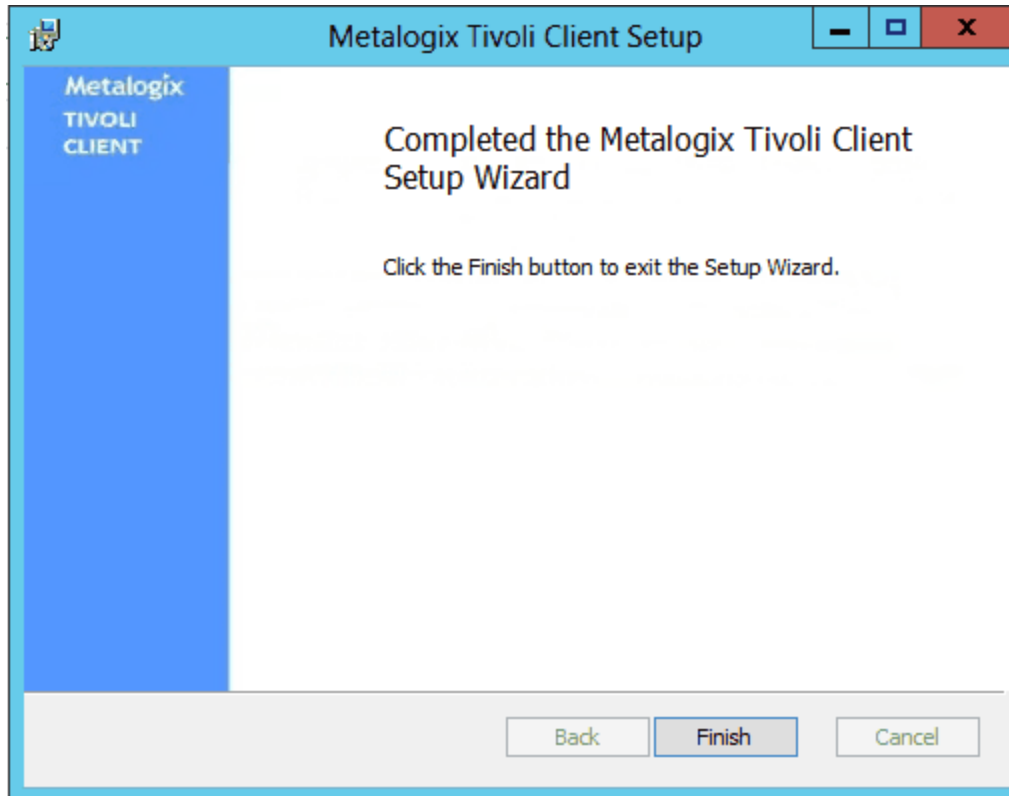 Metalogix Tivoli Client Setup
Metalogix
TIVOLI
CLIENT
Completed the Metalogix Tivoli Client
Setup Wizard
Click the Finish button to exit the Setup Wizard.
Back Finish Cancel